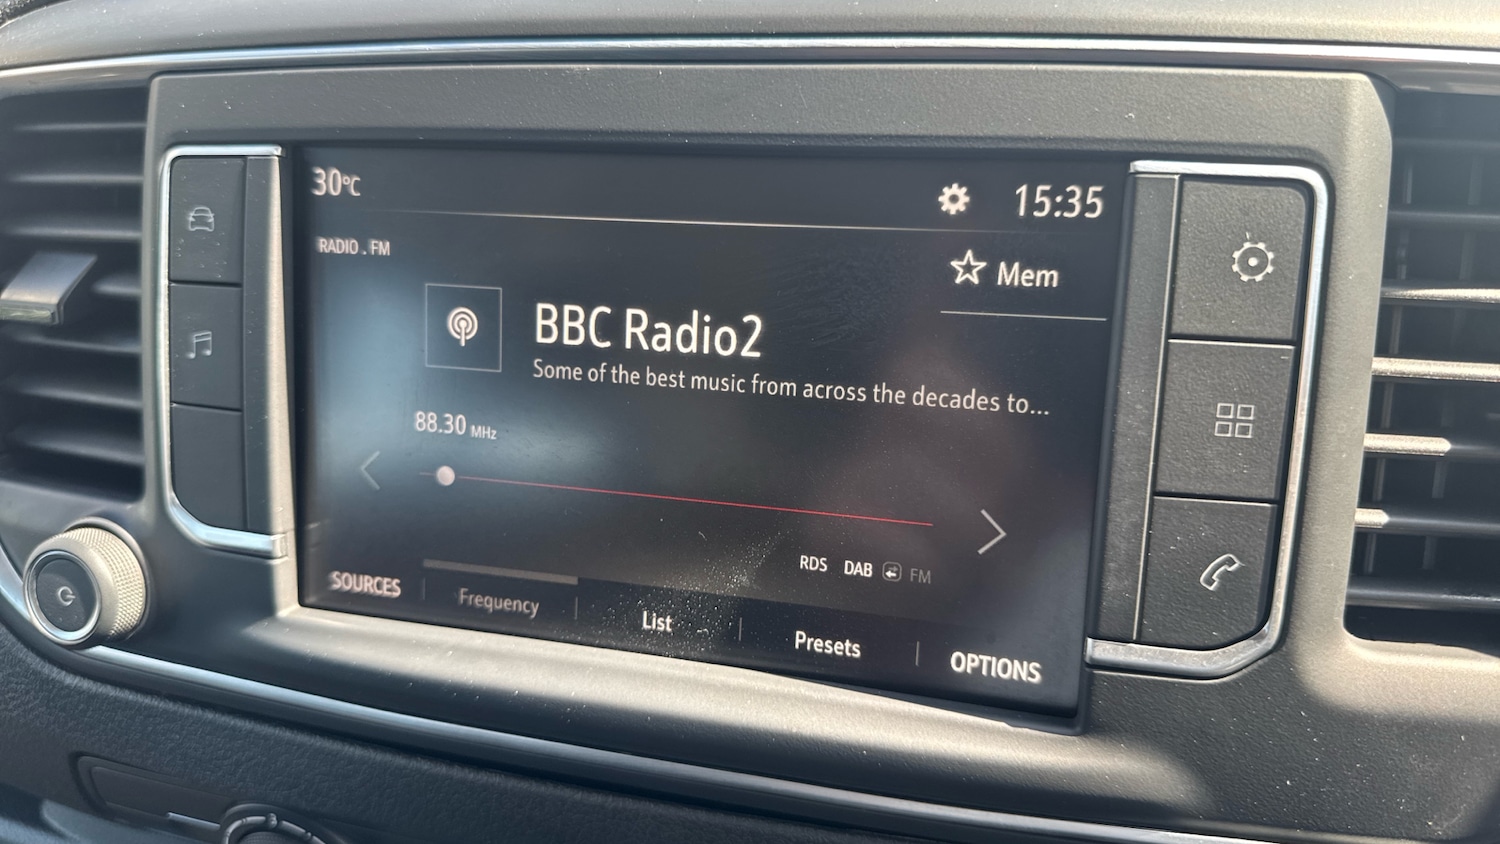 30°C
15:35
RADIO . FM
Mem
BBC Radio2
Some of the best music from across the decades to...
88.30 MHz
RDS DAB FM
SOURCES Frequency List Presets OPTIONS